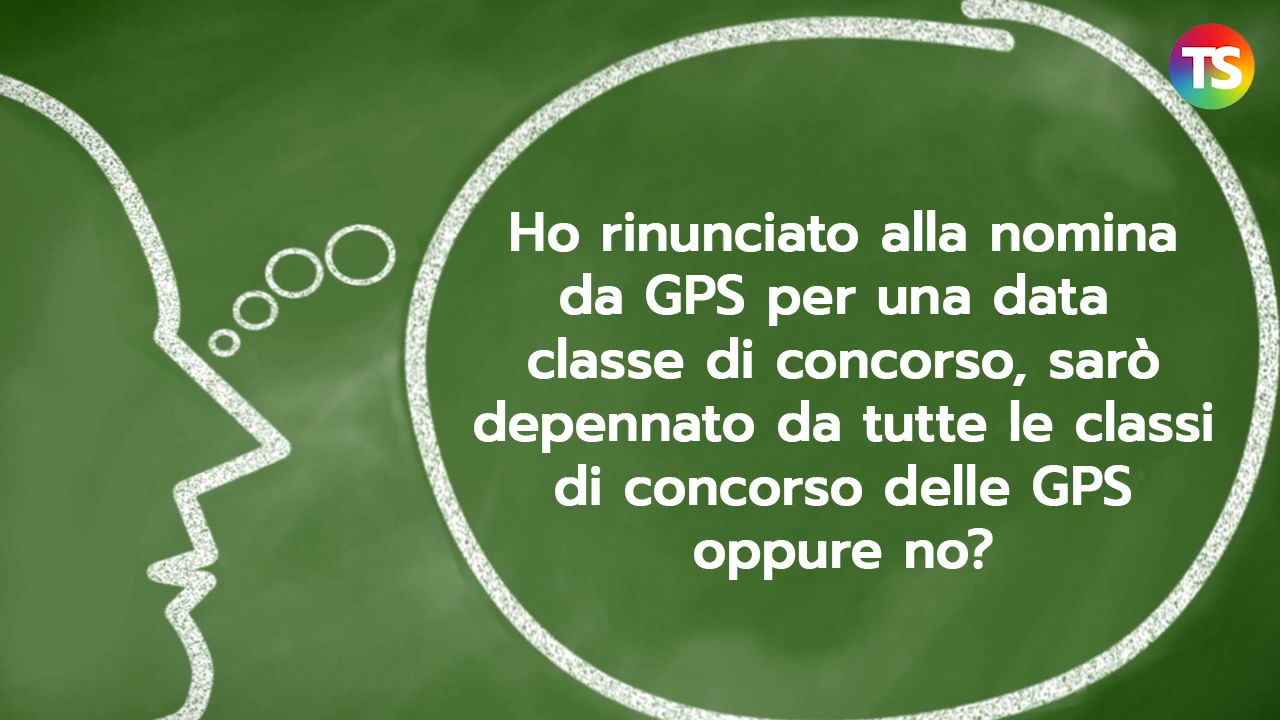 TS
Ho rinunciato alla nomina
da GPS per una data
classe di concorso, sarò
depennato da tutte le classi
di concorso delle GPS
oppure no?